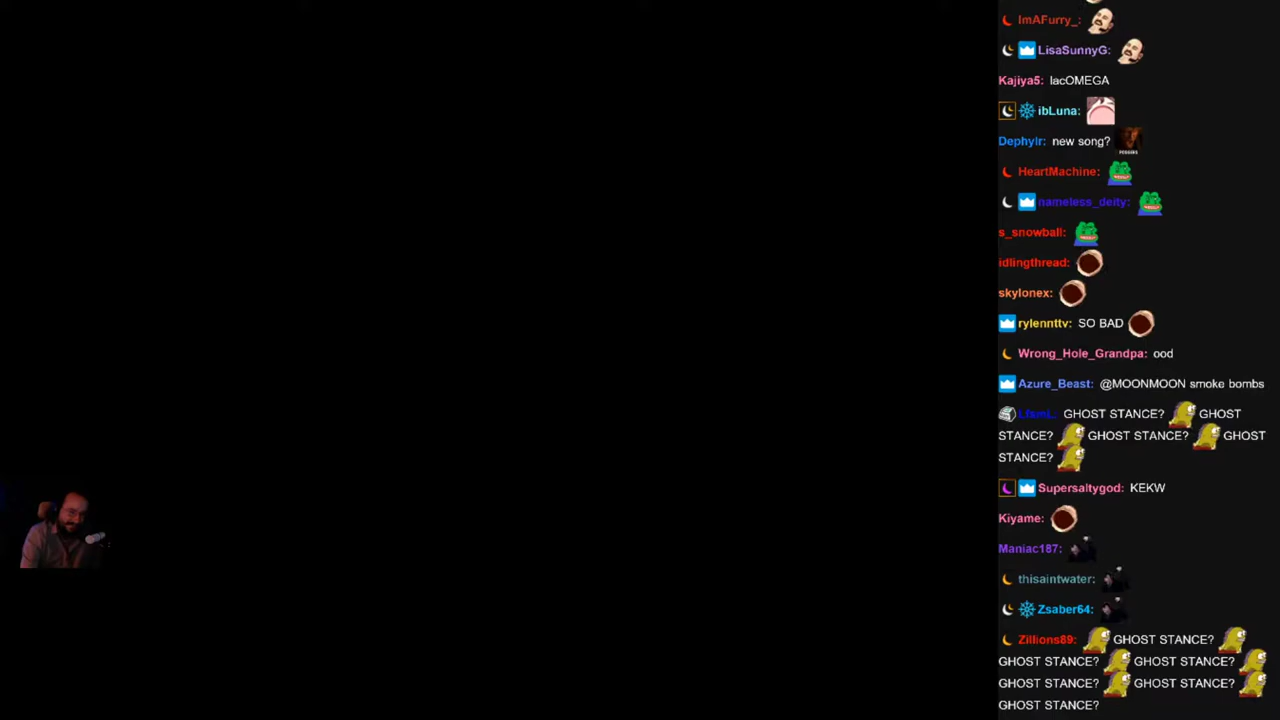 ImAFurry_:
LisaSunnyG:
Kajiya5: lacOMEGA
ibLuna:
Dephylr: new song?
HeartMachine:
nameless_deity:
s_snowball:
idlingthread:
skylonex:
rylennttv: SO BAD
Wrong_Hole_Grandpa: ood
Azure_Beast: @MOONMOON smoke bombs
GHOST STANCE? GHOST
STANCE? GHOST STANCE? GHOST
STANCE?
Supersaltygod: KEKW
Kiyame:
Maniac187:
thisaintwater:
Zsaber64:
Zillions89: GHOST STANCE?
GHOST STANCE? GHOST STANCE?
GHOST STANCE? GHOST STANCE?
GHOST STANCE?